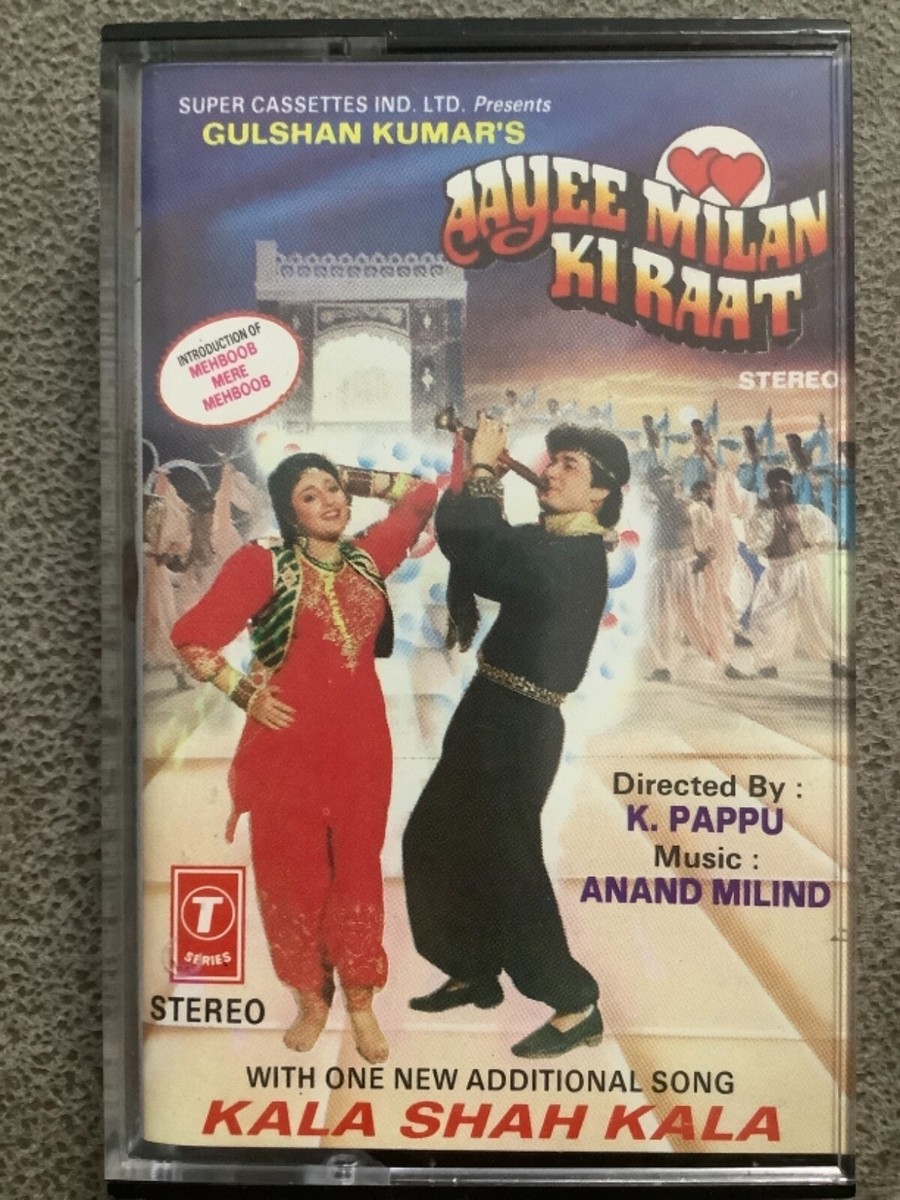 SUPER CASSETTES IND. LTD. Presents
GULSHAN KUMAR'S
AAYEE MILAN
KI RAAT
INTRODUCTION OF
MEHBOOB
MERE
MEHBOOB
STEREO
Directed By :
K. PAPPU
Music :
ANAND MILIND
T
SERIES
STEREO
WITH ONE NEW ADDITIONAL SONG
KALA SHAH KALA